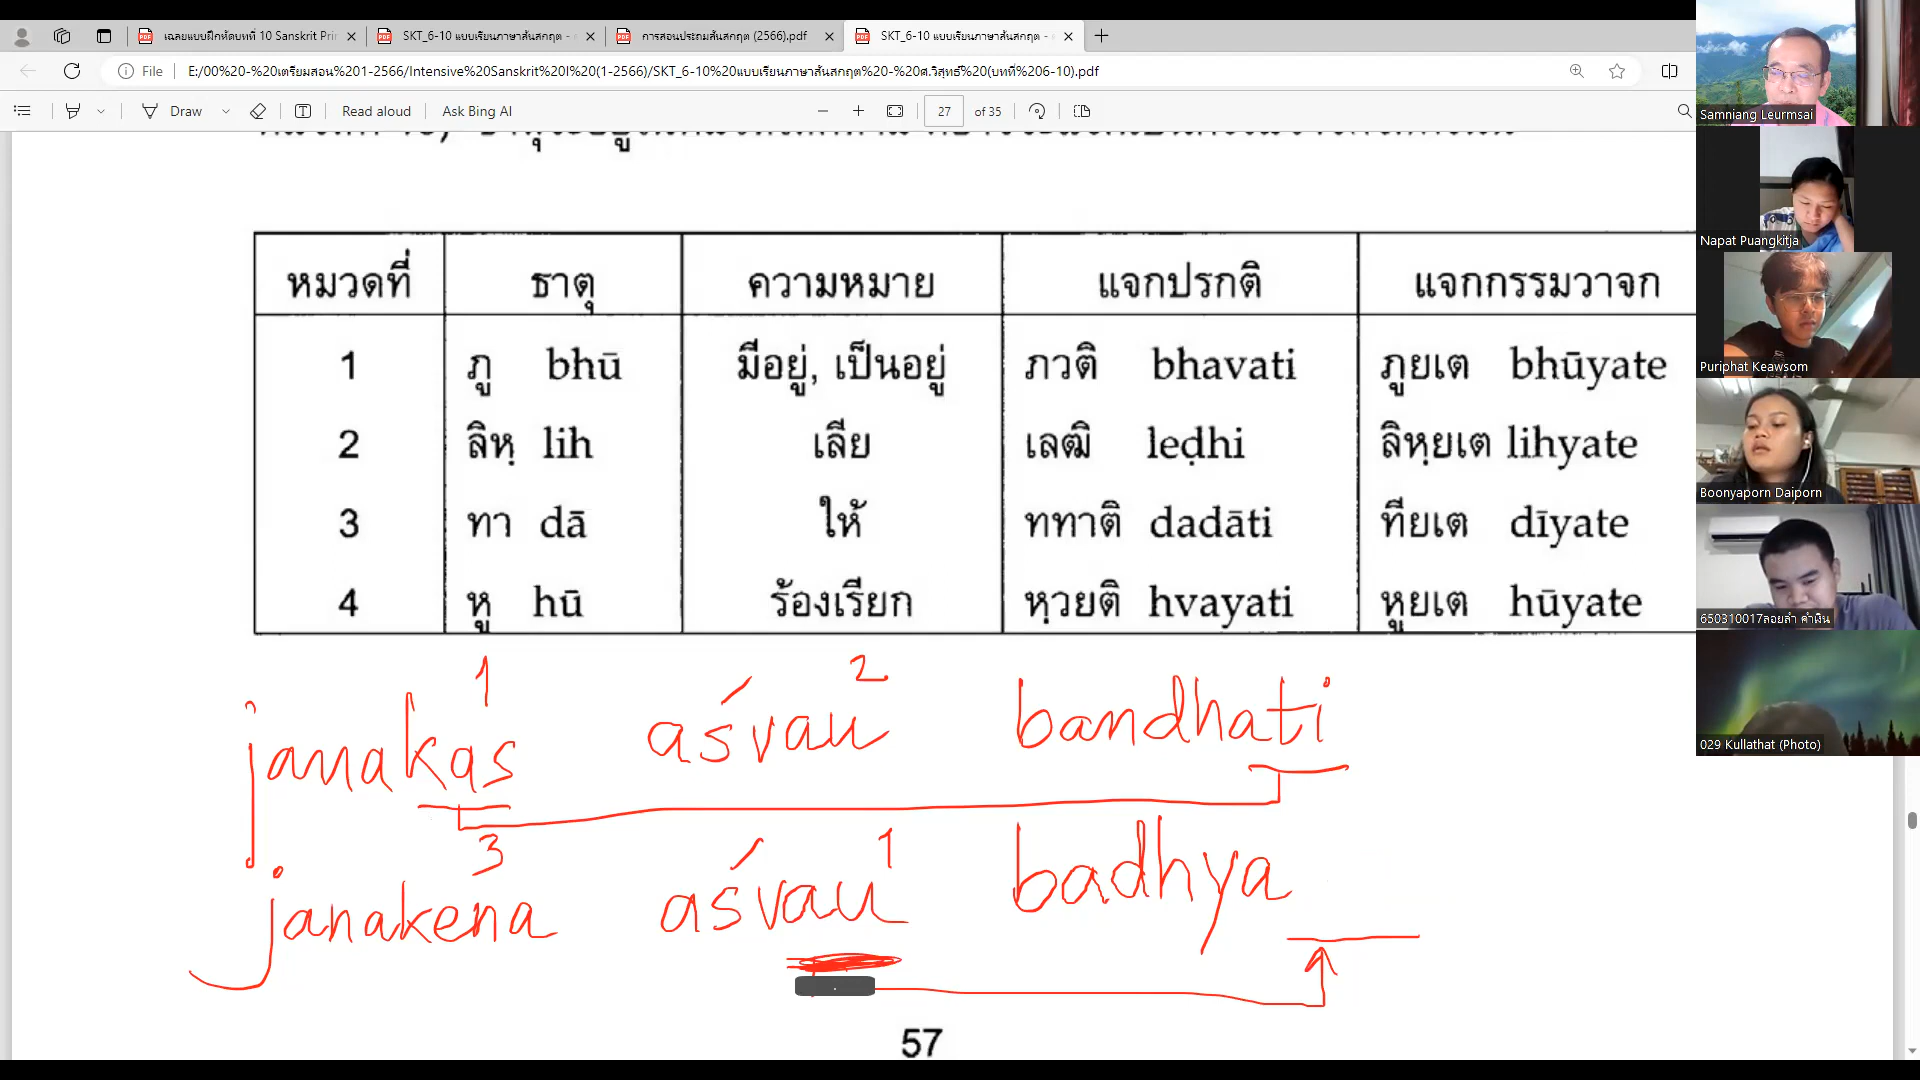 เฉลยแบบฝึกหัดบทที่ 10 Sanskrit Pri
SKT_6-10 แบบเรียนภาษาสันสกฤต -
การสอนประถมสันสกฤต (2566).pdf
SKT_6-10 แบบเรียนภาษาสันสกฤต -
File E:/00%20-%20เตรียมสอน%201-2566/Intensive%20Sanskrit%20I%20(1-2566)/SKT_6-10%20แบบเรียนภาษาสันสกฤต%20-%20ศ.วิสุทธ์%20(บทที่%206-10).pdf
Draw Read aloud Ask Bing AI 27 of 35
หมวดที่ ธาตุ ความหมาย แจกปรกติ แจกกรรมวาจก
1 ภู bhū มีอยู่, เป็นอยู่ ภวติ bhavati ภูยเต bhūyate
2 ลิหฺ lih เลีย เลฒิ leḍhi ลิหฺยเต lihyate
3 ทา dā ให้ ททาติ dadāti ทียเต dīyate
4 หู hū ร้องเรียก หฺวยติ hvayati หูยเต hūyate
1 2
janakas aśvau bandhati
3 1
janakena aśvau badhya
57
Samniang Leurmsai
Napat Puangkitja
Puriphat Keawsom
Boonyaporn Daiporn
650310017ลอยลำ คำฟิน
029 Kullathat (Photo)